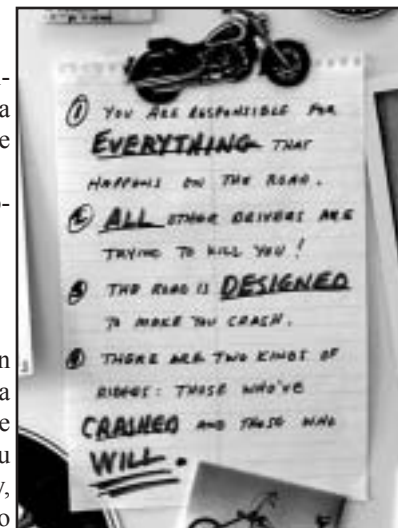 ① YOU ARE RESPONSIBLE FOR
EVERYTHING THAT
HAPPENS ON THE ROAD.
② ALL OTHER DRIVERS ARE
TRYING TO KILL YOU!
③ THE ROAD IS DESIGNED
TO MAKE YOU CRASH.
④ THERE ARE TWO KINDS OF
RIDERS: THOSE WHO'VE
CRASHED AND THOSE WHO
WILL.